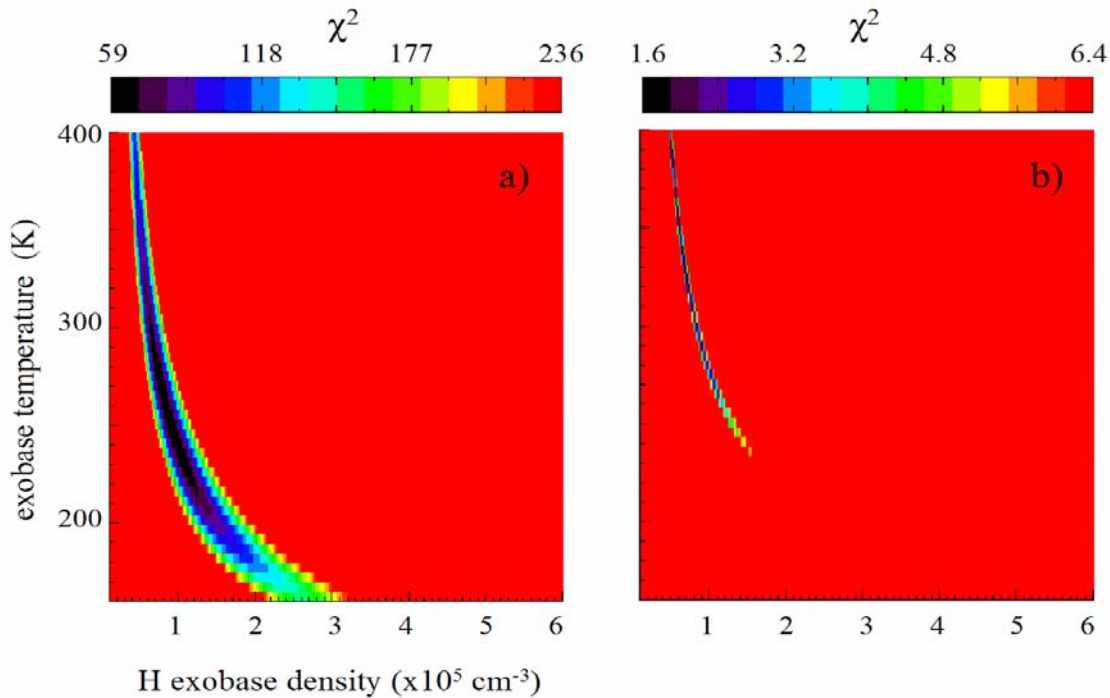 χ² χ²
59 118 177 236 1.6 3.2 4.8 6.4
400
a) b)
exobase temperature (K)
300
200
1 2 3 4 5 6 1 2 3 4 5 6
H exobase density (x10⁵ cm⁻³)